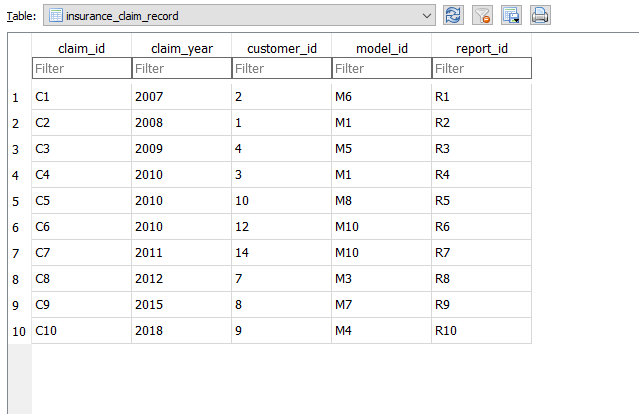 Table: insurance_claim_record
claim_id claim_year customer_id model_id report_id
Filter Filter Filter Filter Filter
1 C1 2007 2 M6 R1
2 C2 2008 1 M1 R2
3 C3 2009 4 M5 R3
4 C4 2010 3 M1 R4
5 C5 2010 10 M8 R5
6 C6 2010 12 M10 R6
7 C7 2011 14 M10 R7
8 C8 2012 7 M3 R8
9 C9 2015 8 M7 R9
10 C10 2018 9 M4 R10